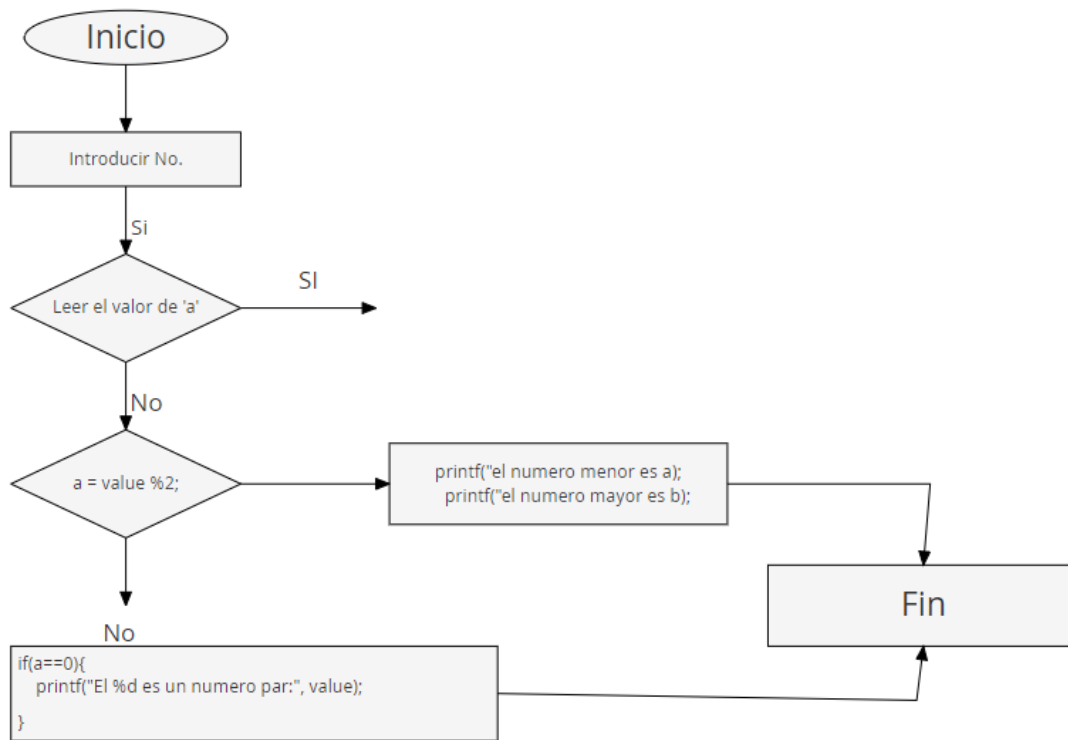 Inicio
Introducir No.
Si
Leer el valor de 'a'
SI
No
a = value %2;
printf("el numero menor es a);
printf("el numero mayor es b);
Fin
No
if(a==0){
printf("El %d es un numero par:", value);
}